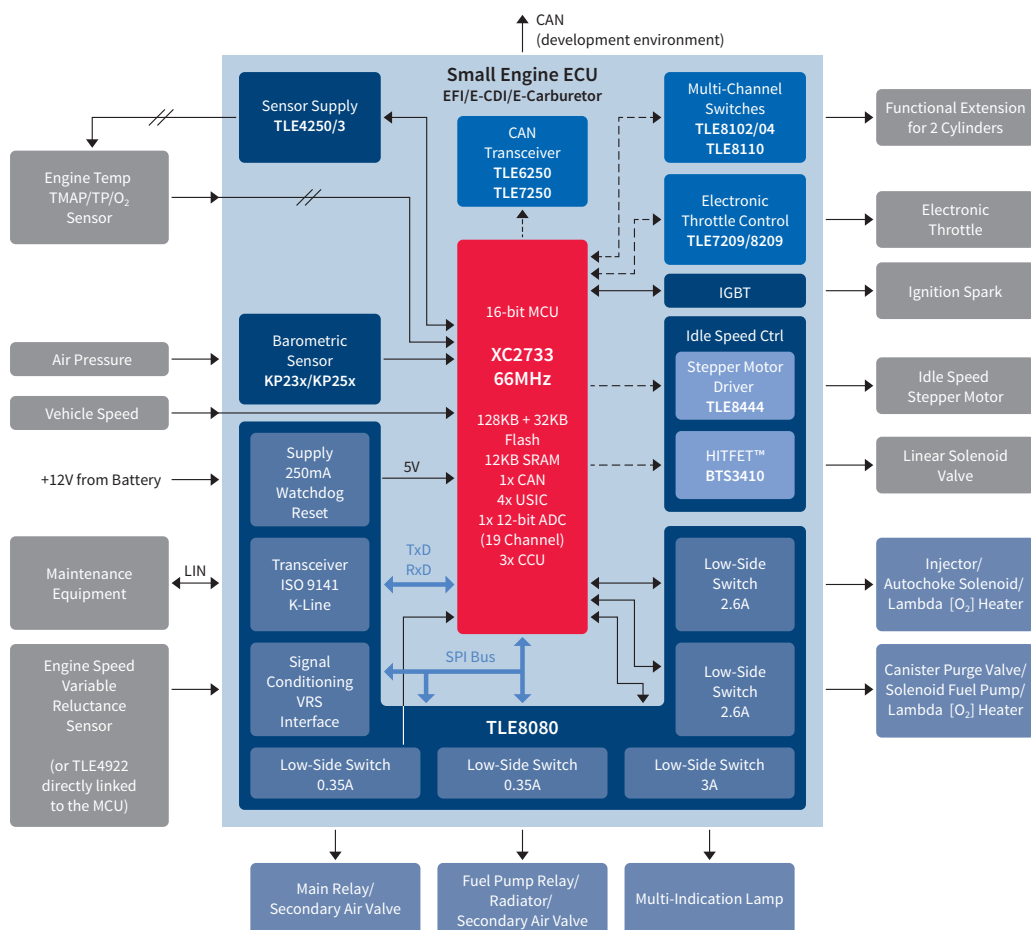 CAN
(development environment)
Small Engine ECU
EFI/E-CDI/E-Carburetor
Sensor Supply
TLE4250/3
CAN
Transceiver
TLE6250
TLE7250
Multi-Channel
Switches
TLE8102/04
TLE8110
Functional Extension
for 2 Cylinders
Engine Temp
TMAP/TP/O₂
Sensor
Electronic
Throttle Control
TLE7209/8209
Electronic
Throttle
IGBT
Ignition Spark
16-bit MCU
XC2733
66MHz
128KB + 32KB
Flash
12KB SRAM
1x CAN
4x USIC
1x 12-bit ADC
(19 Channel)
3x CCU
Air Pressure
Barometric
Sensor
KP23x/KP25x
Idle Speed Ctrl
Stepper Motor
Driver
TLE8444
Idle Speed
Stepper Motor
Vehicle Speed
HITFET™
BTS3410
Linear Solenoid
Valve
+12V from Battery
Supply
250mA
Watchdog
Reset
5V
Maintenance
Equipment
LIN
Transceiver
ISO 9141
K-Line
TxD
RxD
Low-Side
Switch
2.6A
Injector/
Autochoke Solenoid/
Lambda [O₂] Heater
Engine Speed
Variable
Reluctance
Sensor
(or TLE4922
directly linked
to the MCU)
Signal
Conditioning
VRS
Interface
SPI Bus
Low-Side
Switch
2.6A
Canister Purge Valve/
Solenoid Fuel Pump/
Lambda [O₂] Heater
TLE8080
Low-Side Switch
0.35A
Low-Side Switch
0.35A
Low-Side Switch
3A
Main Relay/
Secondary Air Valve
Fuel Pump Relay/
Radiator/
Secondary Air Valve
Multi-Indication Lamp